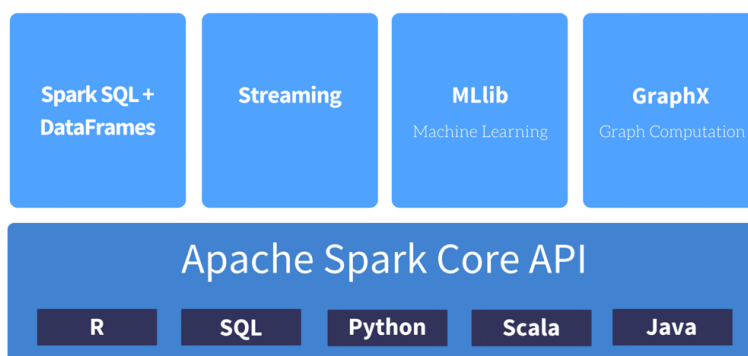 Spark SQL +
DataFrames
Streaming
MLlib
Machine Learning
GraphX
Graph Computation
Apache Spark Core API
R
SQL
Python
Scala
Java